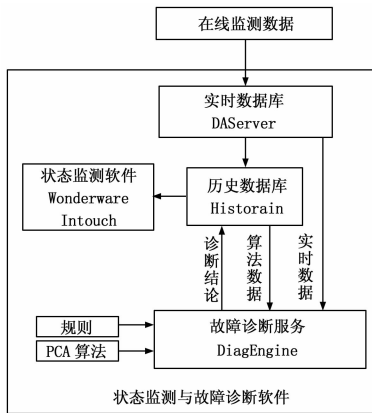 在线监测数据
实时数据库
DAServer
状态监测软件
Wonderware
Intouch
历史数据库
Historain
诊断结论
算法数据
实时数据
规则
PCA 算法
故障诊断服务
DiagEngine
状态监测与故障诊断软件